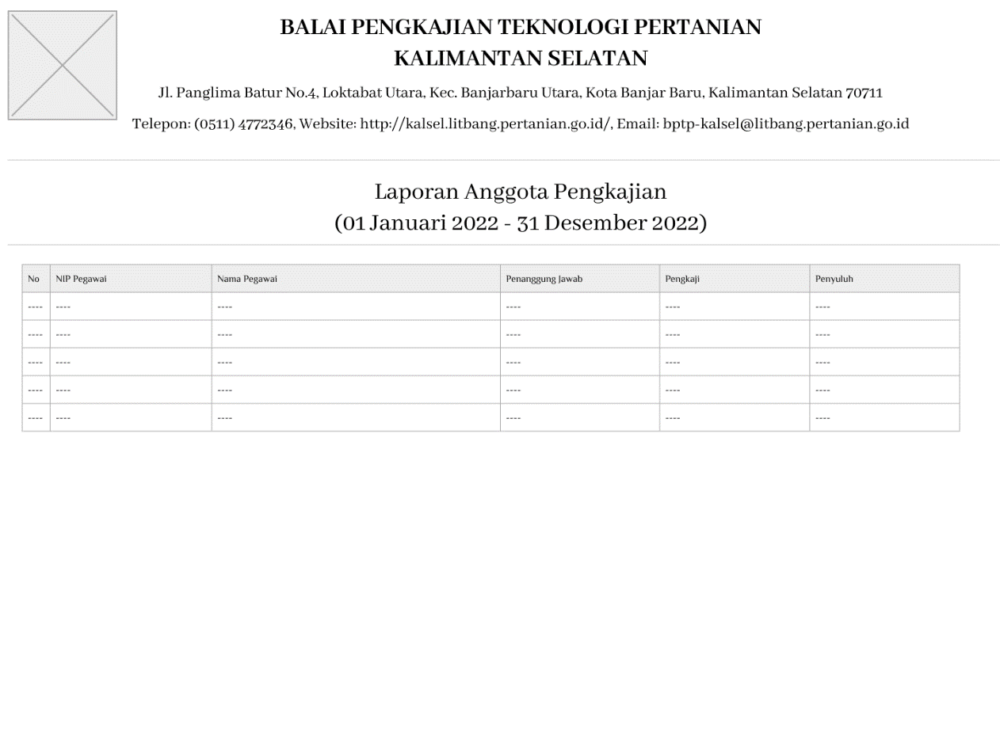 BALAI PENGKAJIAN TEKNOLOGI PERTANIAN
KALIMANTAN SELATAN
Jl. Panglima Batur No.4, Loktabat Utara, Kec. Banjarbaru Utara, Kota Banjar Baru, Kalimantan Selatan 70711
Telepon: (0511) 4772346, Website: http://kalsel.litbang.pertanian.go.id/, Email: bptp-kalsel@litbang.pertanian.go.id
Laporan Anggota Pengkajian
(01 Januari 2022 - 31 Desember 2022)
No NIP Pegawai Nama Pegawai Penanggung Jawab Pengkaji Penyuluh
---- ---- ---- ---- ---- ----
---- ---- ---- ---- ---- ----
---- ---- ---- ---- ---- ----
---- ---- ---- ---- ---- ----
---- ---- ---- ---- ---- ----